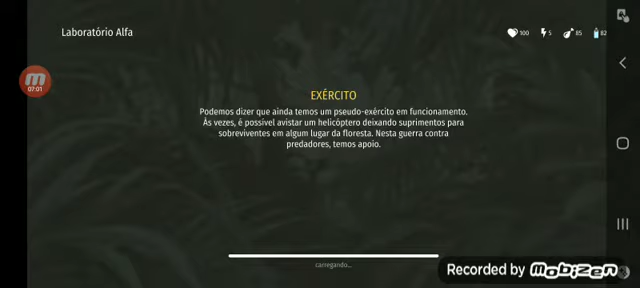 Laboratório Alfa
100 5 85 82
07:01
EXÉRCITO
Podemos dizer que ainda temos um pseudo-exército em funcionamento.
Às vezes, é possível avistar um helicóptero deixando suprimentos para
sobreviventes em algum lugar da floresta. Nesta guerra contra
predadores, temos apoio.
carregando...
Recorded by Mobizen